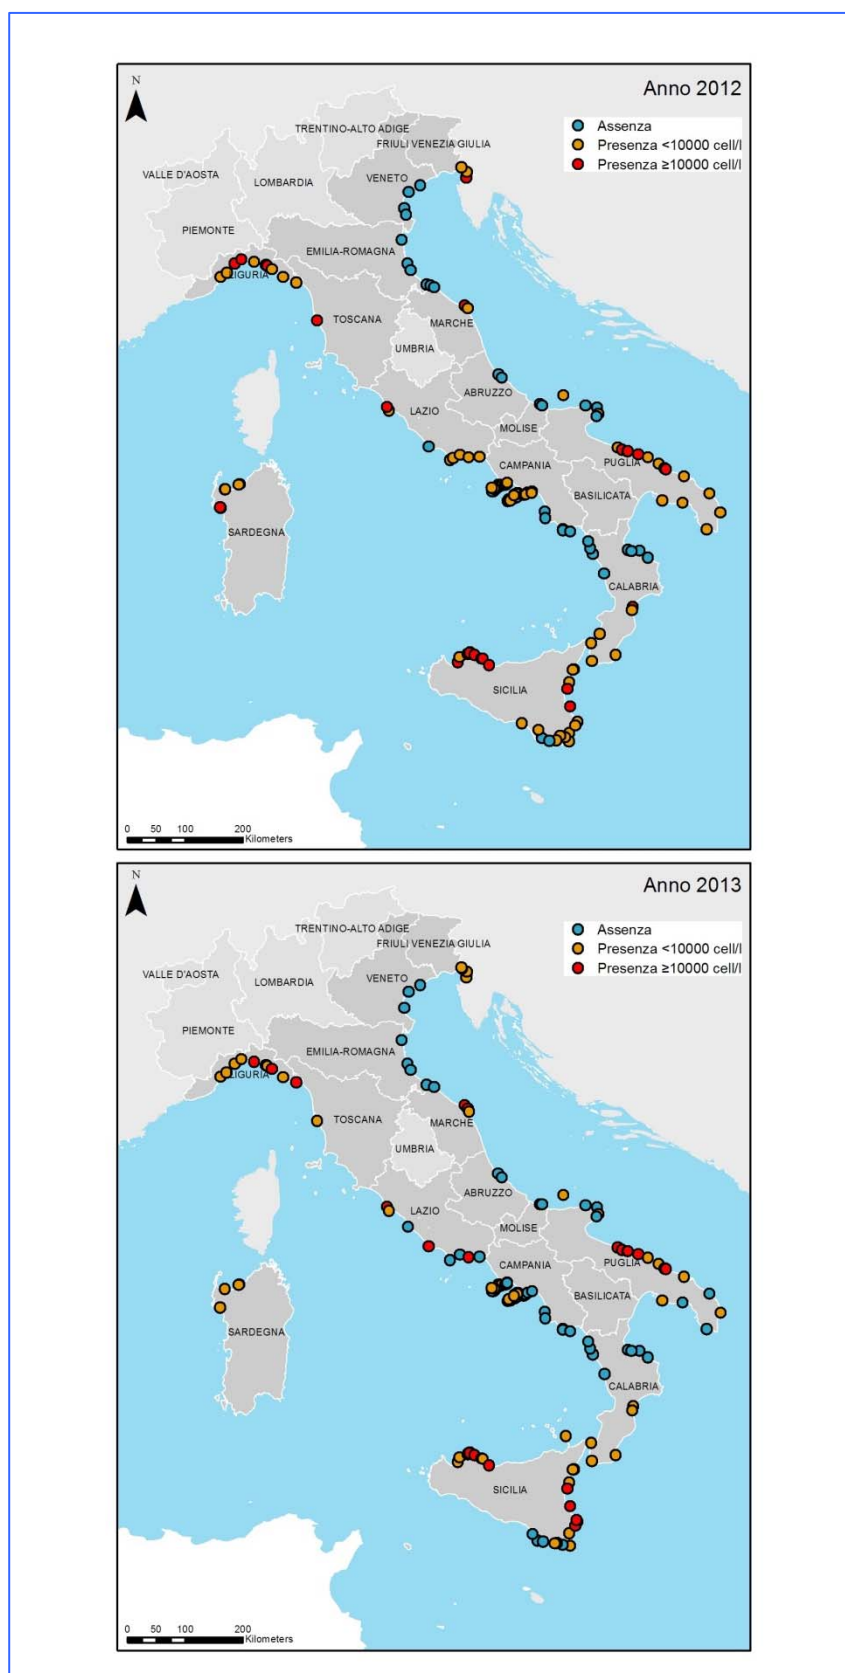 N
Anno 2012
Assenza
Presenza <10000 cell/l
Presenza ≥10000 cell/l
TRENTINO-ALTO ADIGE
FRIULI VENEZIA GIULIA
VALLE D'AOSTA
LOMBARDIA
VENETO
PIEMONTE
EMILIA-ROMAGNA
LIGURIA
TOSCANA
MARCHE
UMBRIA
ABRUZZO
LAZIO
MOLISE
CAMPANIA
PUGLIA
BASILICATA
SARDEGNA
CALABRIA
SICILIA
0 50 100 200
Kilometers
N
Anno 2013
Assenza
Presenza <10000 cell/l
Presenza ≥10000 cell/l
TRENTINO-ALTO ADIGE
FRIULI VENEZIA GIULIA
VALLE D'AOSTA
LOMBARDIA
VENETO
PIEMONTE
EMILIA-ROMAGNA
LIGURIA
TOSCANA
MARCHE
UMBRIA
ABRUZZO
LAZIO
MOLISE
CAMPANIA
PUGLIA
BASILICATA
SARDEGNA
CALABRIA
SICILIA
0 50 100 200
Kilometers